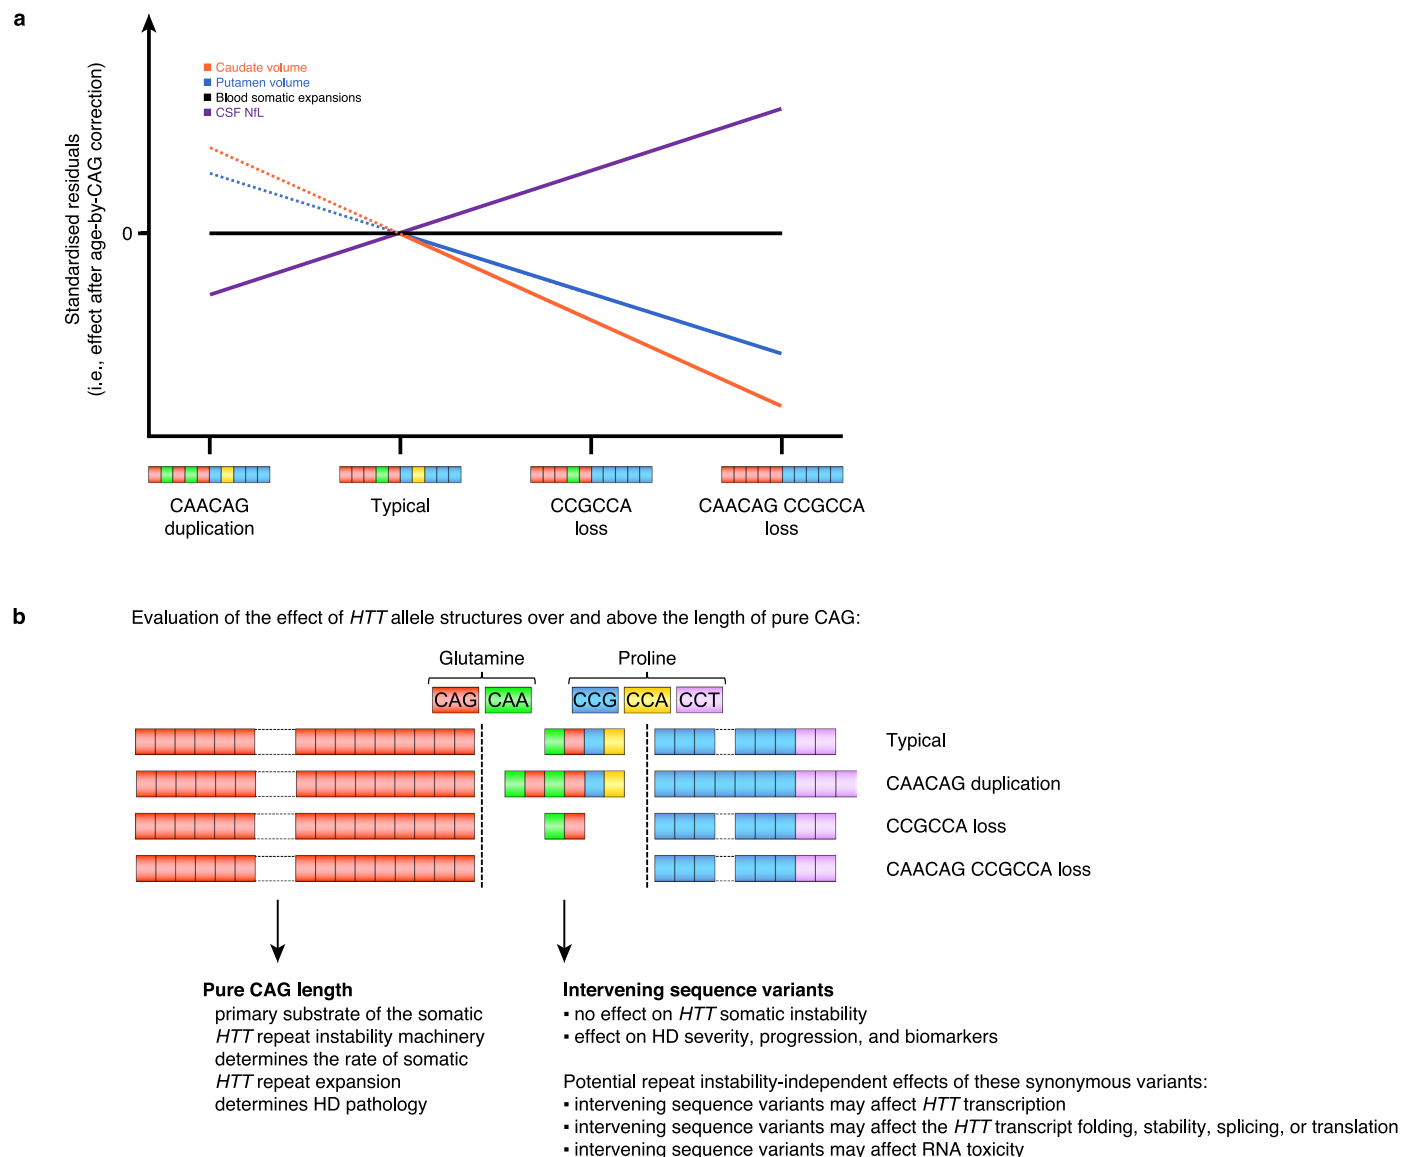 a
Standardised residuals
(i.e., effect after age-by-CAG correction)
Caudate volume
Putamen volume
Blood somatic expansions
CSF NfL
0
CAACAG
duplication
Typical
CCGCCA
loss
CAACAG CCGCCA
loss
b
Evaluation of the effect of HTT allele structures over and above the length of pure CAG:
Glutamine
Proline
CAG CAA
CCG CCA CCT
Typical
CAACAG duplication
CCGCCA loss
CAACAG CCGCCA loss
Pure CAG length
primary substrate of the somatic
HTT repeat instability machinery
determines the rate of somatic
HTT repeat expansion
determines HD pathology
Intervening sequence variants
▪ no effect on HTT somatic instability
▪ effect on HD severity, progression, and biomarkers
Potential repeat instability-independent effects of these synonymous variants:
▪ intervening sequence variants may affect HTT transcription
▪ intervening sequence variants may affect the HTT transcript folding, stability, splicing, or translation
▪ intervening sequence variants may affect RNA toxicity